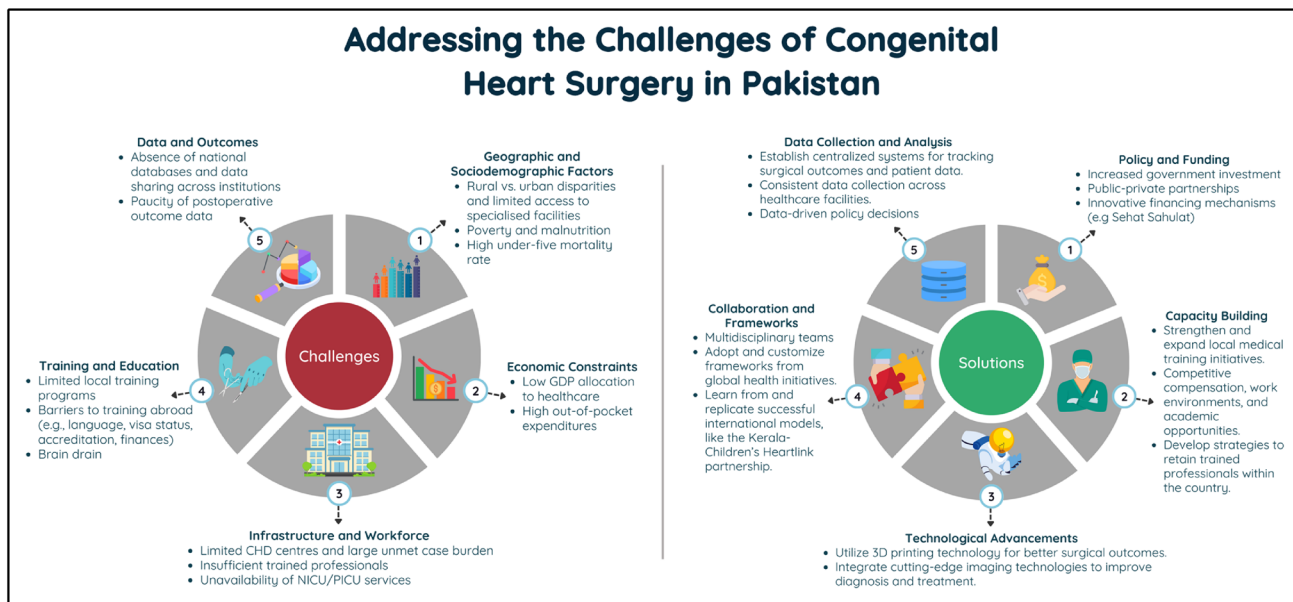 Addressing the Challenges of Congenital
Heart Surgery in Pakistan
Data and Outcomes
• Absence of national
databases and data
sharing across institutions
• Paucity of postoperative
outcome data
5
Geographic and
Sociodemographic Factors
• Rural vs. urban disparities
and limited access to
specialised facilities
• Poverty and malnutrition
• High under-five mortality
rate
1
Challenges
Training and Education
• Limited local training
programs
• Barriers to training abroad
(e.g., language, visa status,
accreditation, finances)
• Brain drain
4
Economic Constraints
• Low GDP allocation
to healthcare
• High out-of-pocket
expenditures
2
3
Infrastructure and Workforce
• Limited CHD centres and large unmet case burden
• Insufficient trained professionals
• Unavailability of NICU/PICU services
Data Collection and Analysis
• Establish centralized systems for tracking
surgical outcomes and patient data.
• Consistent data collection across
healthcare facilities.
• Data-driven policy decisions
5
Policy and Funding
• Increased government investment
• Public-private partnerships
• Innovative financing mechanisms
(e.g Sehat Sahulat)
1
Solutions
Collaboration and
Frameworks
• Multidisciplinary teams
• Adopt and customize
frameworks from
global health initiatives.
• Learn from and
replicate successful
international models,
like the Kerala-
Children's Heartlink
partnership.
4
Capacity Building
• Strengthen and
expand local medical
training initiatives.
• Competitive
compensation, work
environments, and
academic
opportunities.
• Develop strategies to
retain trained
professionals within
the country.
2
3
Technological Advancements
• Utilize 3D printing technology for better surgical outcomes.
• Integrate cutting-edge imaging technologies to improve
diagnosis and treatment.